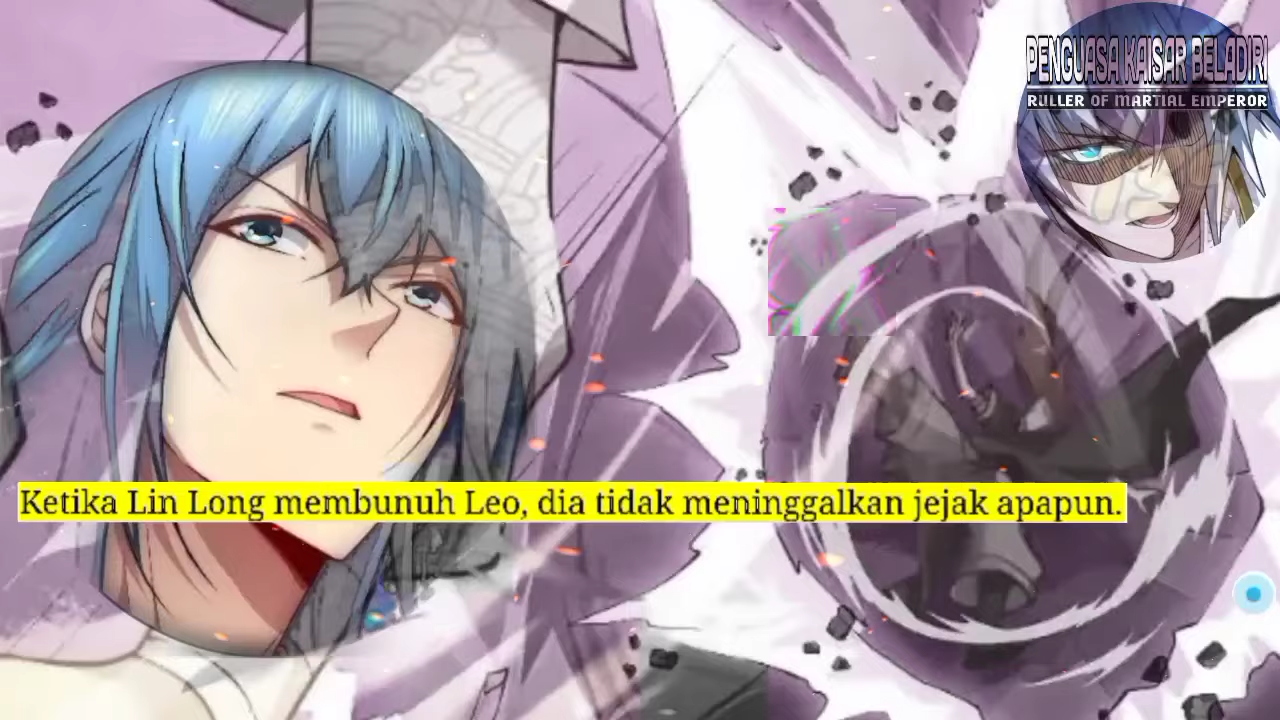 PENGUASA KAISAR BELADIRI
RULLER OF MARTIAL EMPEROR
Ketika Lin Long membunuh Leo, dia tidak meninggalkan jejak apapun.